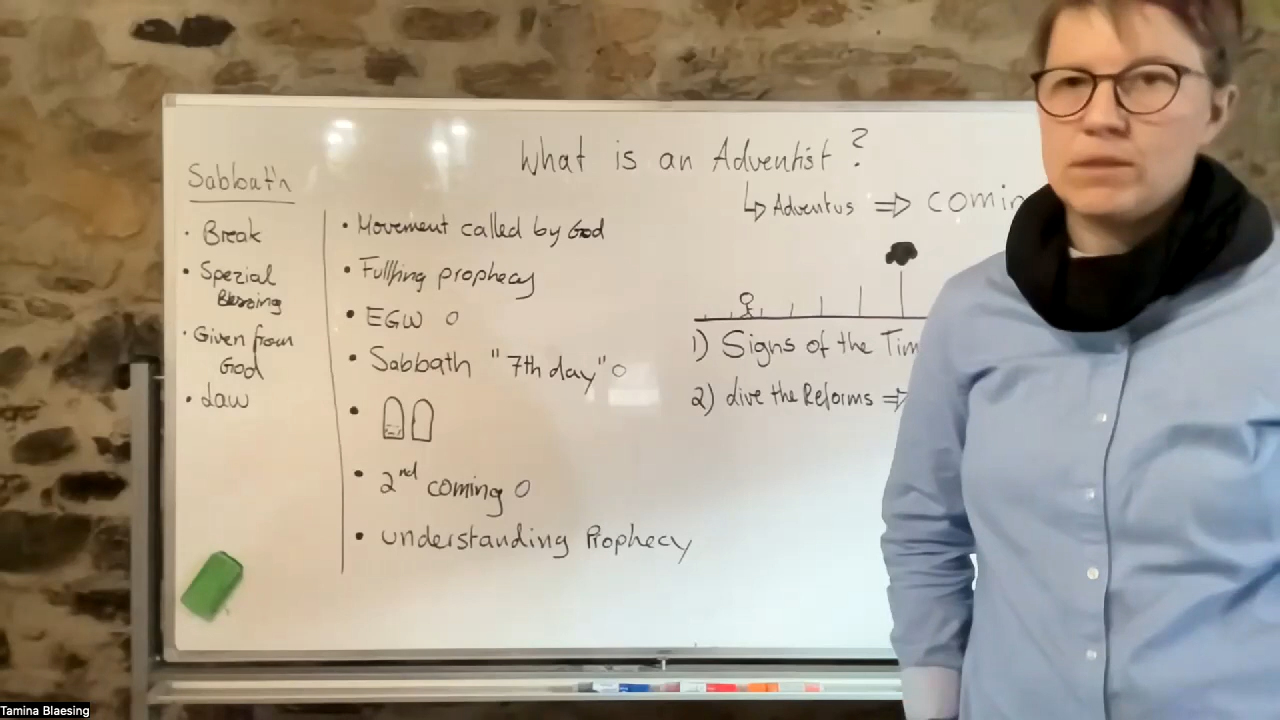 What is an Adventist?
↳ Adventus ⇒ comin
Sabbath
• Break
• Spezial
Blessing
• Given from
God
• Law
• Movement called by God
• Fullfing prophecy
• EGW O
• Sabbath "7th day" O
• 2nd coming O
• understanding Prophecy
1) Signs of the Tim
2) live the Reforms ⇒
Tamina Blaesing